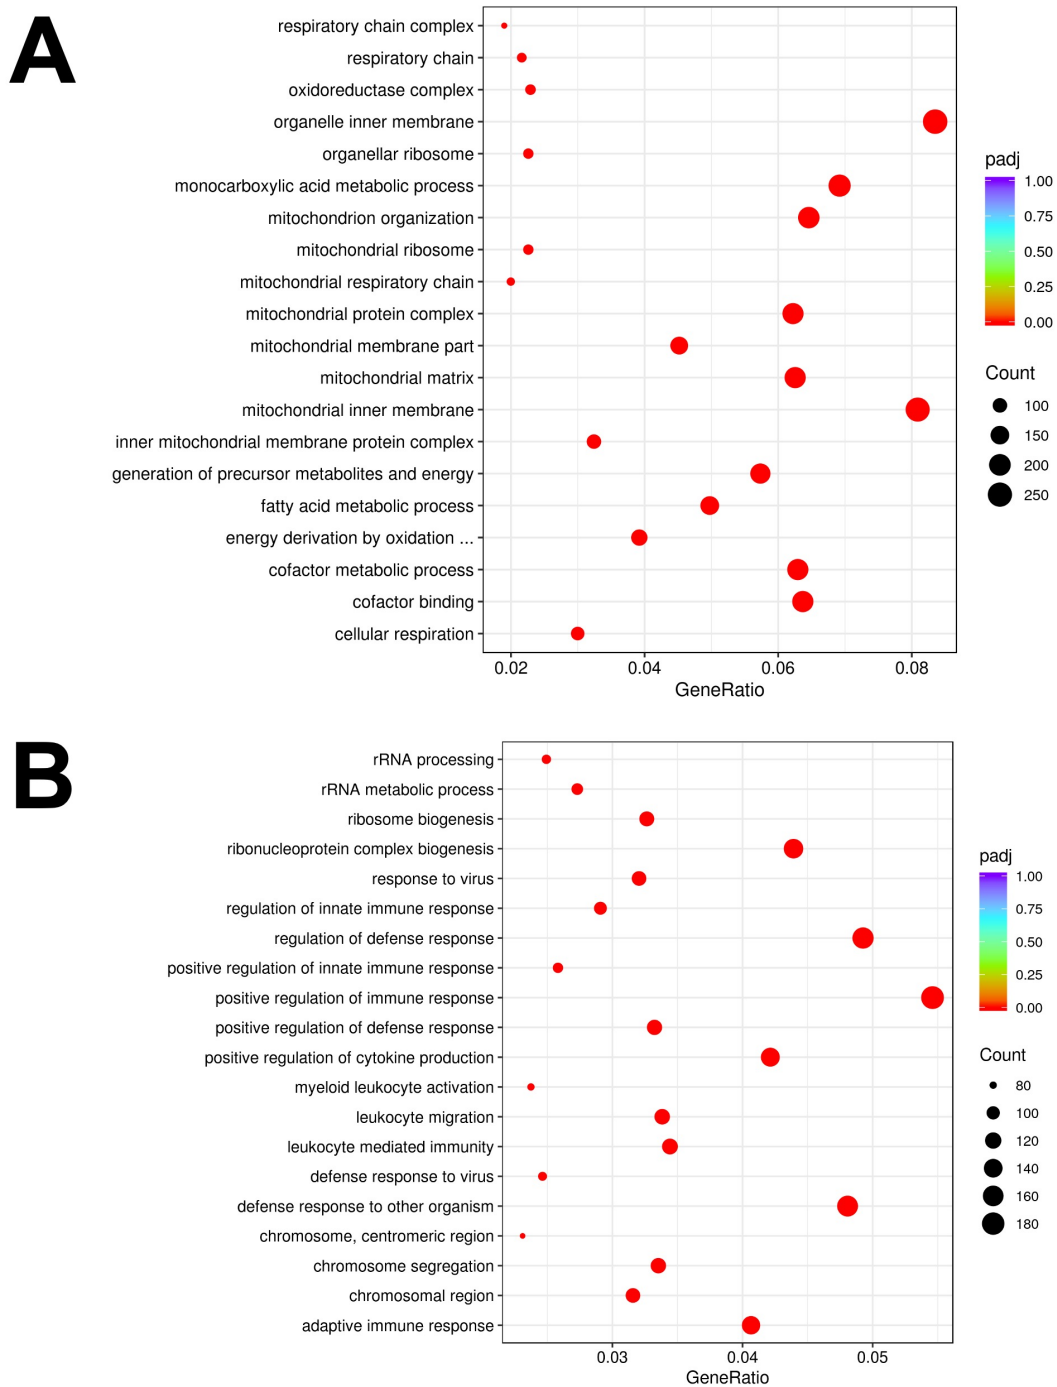 A
respiratory chain complex
respiratory chain
oxidoreductase complex
organelle inner membrane
organellar ribosome
monocarboxylic acid metabolic process
mitochondrion organization
mitochondrial ribosome
mitochondrial respiratory chain
mitochondrial protein complex
mitochondrial membrane part
mitochondrial matrix
mitochondrial inner membrane
inner mitochondrial membrane protein complex
generation of precursor metabolites and energy
fatty acid metabolic process
energy derivation by oxidation ...
cofactor metabolic process
cofactor binding
cellular respiration
0.02 0.04 0.06 0.08
GeneRatio
padj
1.00
0.75
0.50
0.25
0.00
Count
100
150
200
250
B
rRNA processing
rRNA metabolic process
ribosome biogenesis
ribonucleoprotein complex biogenesis
response to virus
regulation of innate immune response
regulation of defense response
positive regulation of innate immune response
positive regulation of immune response
positive regulation of defense response
positive regulation of cytokine production
myeloid leukocyte activation
leukocyte migration
leukocyte mediated immunity
defense response to virus
defense response to other organism
chromosome, centromeric region
chromosome segregation
chromosomal region
adaptive immune response
0.03 0.04 0.05
GeneRatio
padj
1.00
0.75
0.50
0.25
0.00
Count
80
100
120
140
160
180